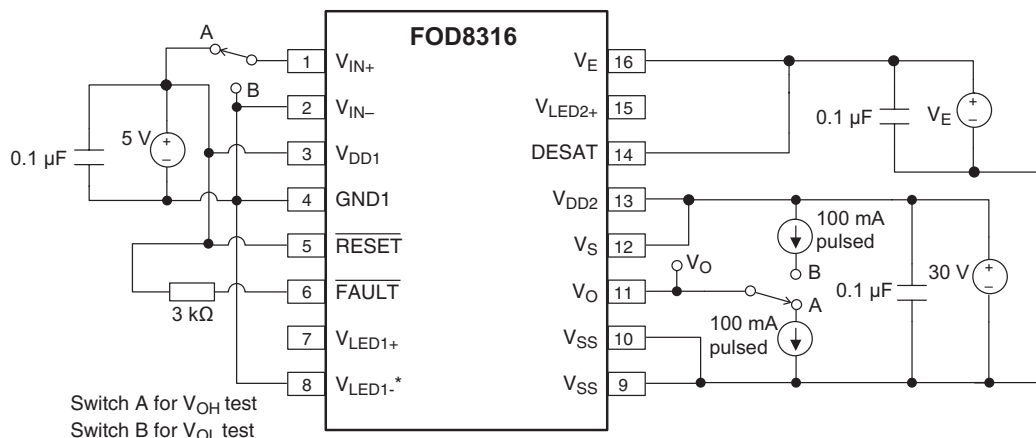 FOD8316
A
B
5 V
0.1 µF
3 kΩ
1 V_IN+
2 V_IN–
3 V_DD1
4 GND1
5 R̅E̅S̅E̅T̅
6 F̅A̅U̅L̅T̅
7 V_LED1+
8 V_LED1-*
V_E 16
V_LED2+ 15
DESAT 14
V_DD2 13
V_S 12
V_O 11
V_SS 10
V_SS 9
0.1 µF
V_E
100 mA
pulsed
B
V_O
A
0.1 µF
30 V
100 mA
pulsed
Switch A for V_OH test
Switch B for V_OL test